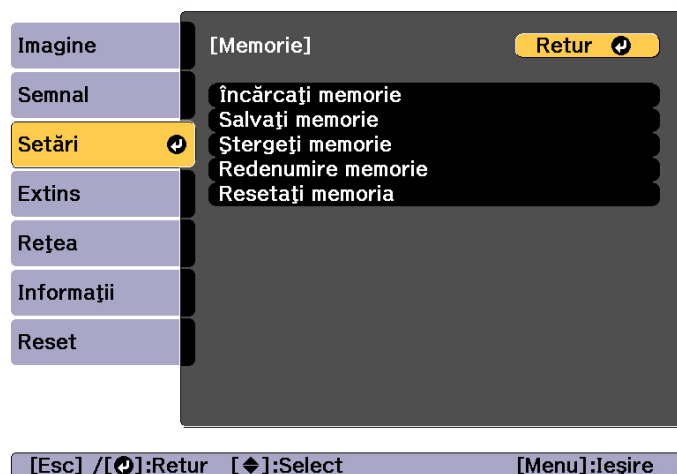 Imagine
Semnal
Setări
Extins
Reţea
Informaţii
Reset
[Memorie]
Retur
Încărcaţi memorie
Salvaţi memorie
Ştergeţi memorie
Redenumire memorie
Resetaţi memoria
[Esc] /[⏎]:Retur [◆]:Select [Menu]:Ieşire